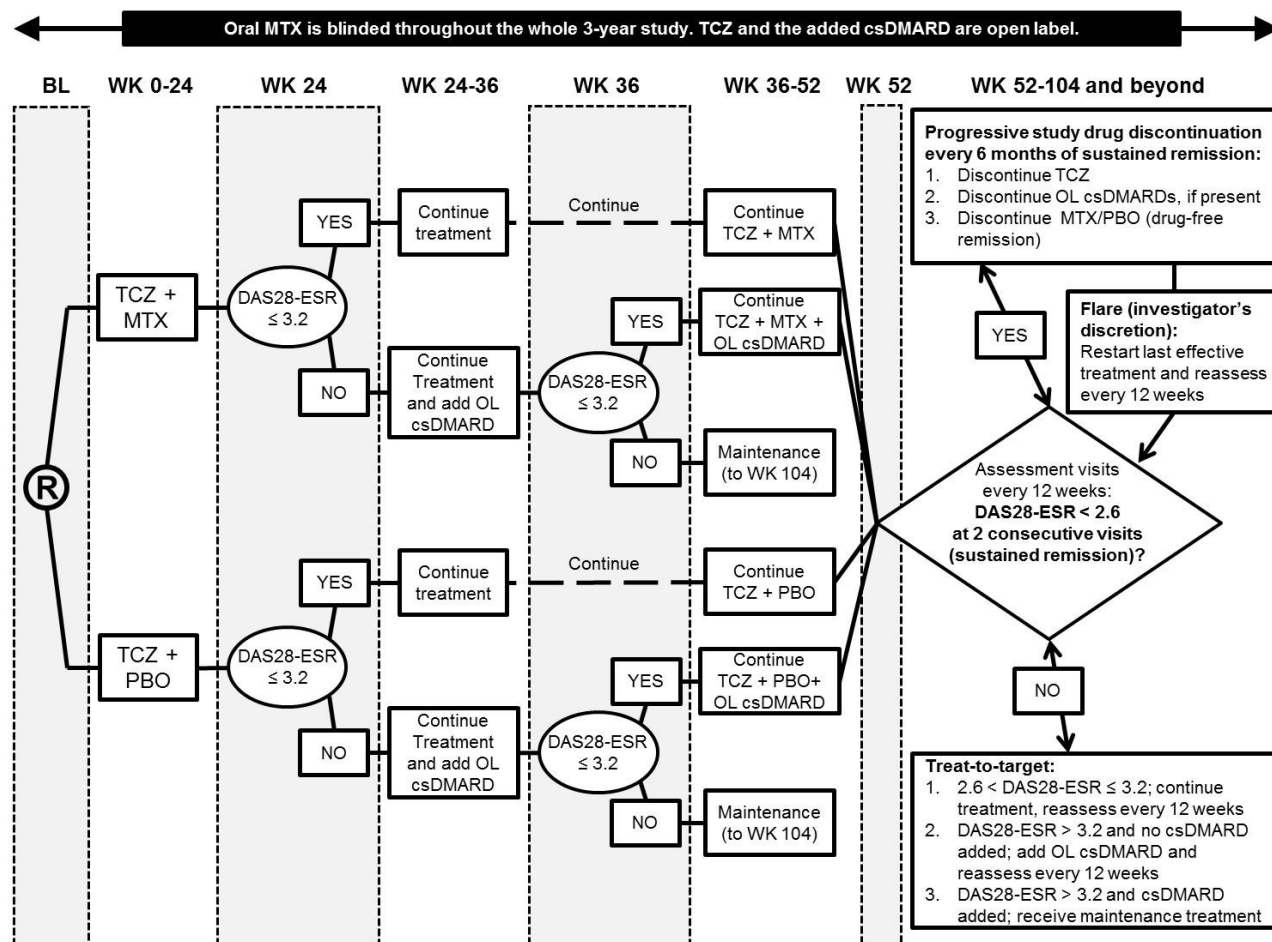 Oral MTX is blinded throughout the whole 3-year study. TCZ and the added csDMARD are open label.
BL
WK 0-24
WK 24
WK 24-36
WK 36
WK 36-52
WK 52
WK 52-104 and beyond
R
TCZ +
MTX
DAS28-ESR
≤ 3.2
YES
Continue
treatment
Continue
Continue
TCZ + MTX
NO
Continue
Treatment
and add OL
csDMARD
DAS28-ESR
≤ 3.2
YES
Continue
TCZ + MTX +
OL csDMARD
NO
Maintenance
(to WK 104)
TCZ +
PBO
DAS28-ESR
≤ 3.2
YES
Continue
treatment
Continue
Continue
TCZ + PBO
NO
Continue
Treatment
and add OL
csDMARD
DAS28-ESR
≤ 3.2
YES
Continue
TCZ + PBO+
OL csDMARD
NO
Maintenance
(to WK 104)
Progressive study drug discontinuation
every 6 months of sustained remission:
1. Discontinue TCZ
2. Discontinue OL csDMARDs, if present
3. Discontinue MTX/PBO (drug-free
remission)
YES
Flare (investigator's
discretion):
Restart last effective
treatment and reassess
every 12 weeks
Assessment visits
every 12 weeks:
DAS28-ESR < 2.6
at 2 consecutive visits
(sustained remission)?
NO
Treat-to-target:
1. 2.6 < DAS28-ESR ≤ 3.2; continue
treatment, reassess every 12 weeks
2. DAS28-ESR > 3.2 and no csDMARD
added; add OL csDMARD and
reassess every 12 weeks
3. DAS28-ESR > 3.2 and csDMARD
added; receive maintenance treatment